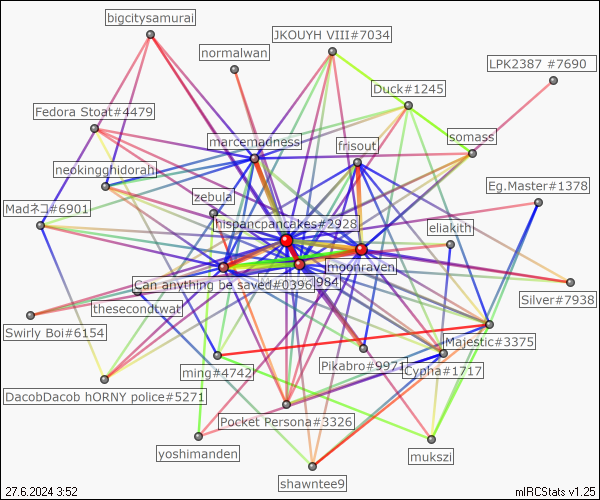 bigcitysamurai
JKOUYH VIII#7034
normalwan
LPK2387 #7690
Duck#1245
Fedora Stoat#4479
somass
marcemadness
frisout
neokingghidorah
Eg.Master#1378
zebula
Madネコ#6901
hispancpancakes#2928
eliakith
moonraven
Can anything be saved#0396
984
Silver#7938
thesecondtwat
Swirly Boi#6154
Majestic#3375
Pikabro#997
ming#4742
Cypha#1717
DacobDacob hORNY police#5271
Pocket Persona#3326
yoshimanden
mukszi
shawntee9
27.6.2024 3:52
mIRCStats v1.25